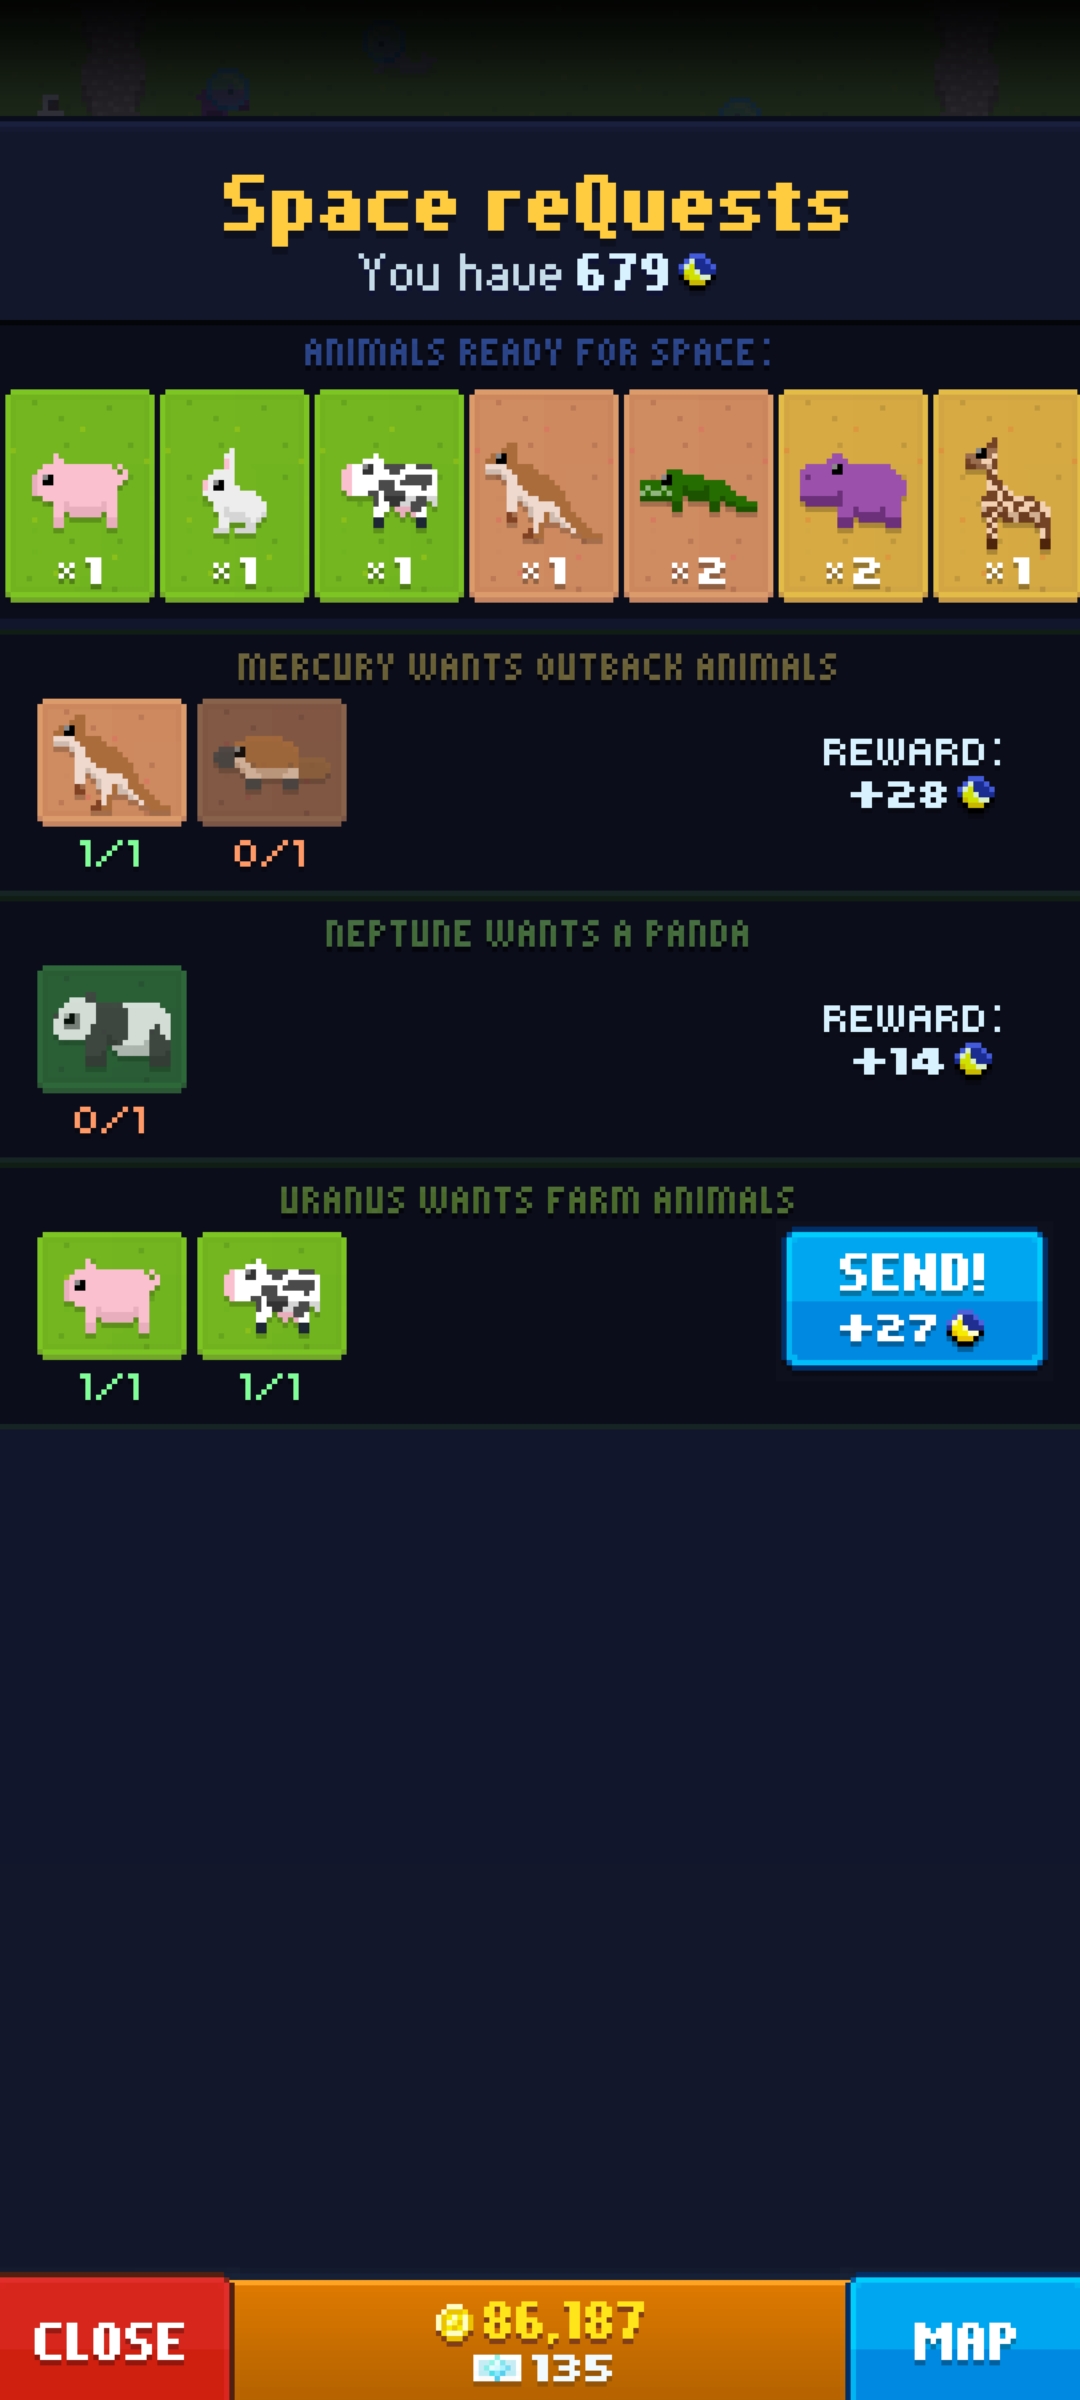 Space reQuests
You have 679
ANIMALS READY FOR SPACE:
×1 ×1 ×1 ×1 ×2 ×2 ×1
MERCURY WANTS OUTBACK ANIMALS
REWARD:
+28
1/1 0/1
NEPTUNE WANTS A PANDA
REWARD:
+14
0/1
URANUS WANTS FARM ANIMALS
SEND!
+27
1/1 1/1
CLOSE
86,187
135
MAP